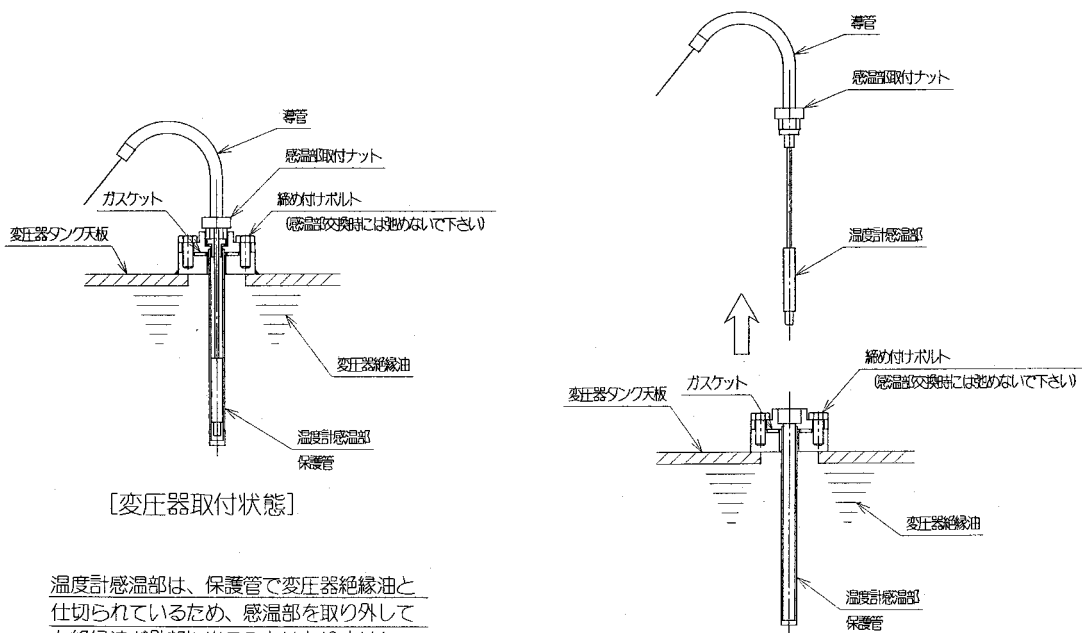 導管
感温部取付ナット
ガスケット
締め付けボルト
(感温部交換時には弛めないで下さい)
変圧器タンク天板
変圧器絶縁油
温度計感温部
保護管
[変圧器取付状態]
温度計感温部は、保護管で変圧器絶縁油と
仕切られているため、感温部を取り外して
導管
感温部取付ナット
温度計感温部
締め付けボルト
(感温部交換時には弛めないで下さい)
ガスケット
変圧器タンク天板
変圧器絶縁油
温度計感温部
保護管